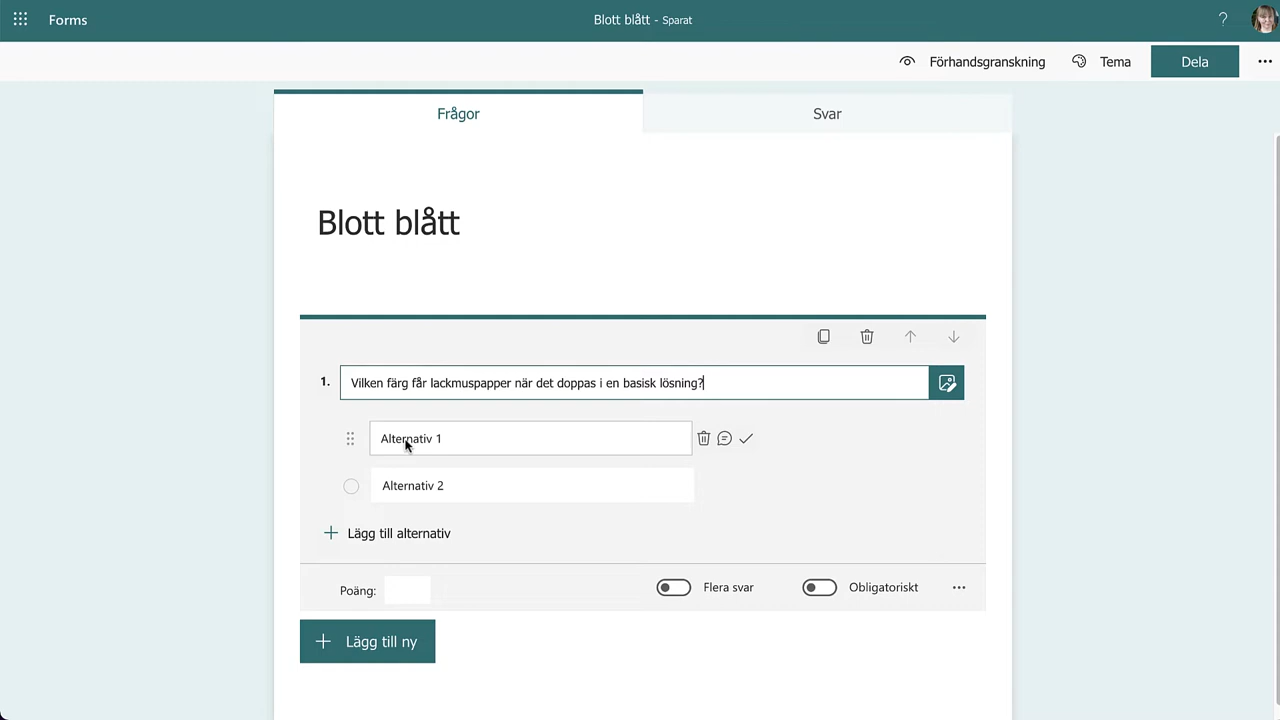 Forms
Blott blått - Sparat
?
Förhandsgranskning
Tema
Dela
Frågor
Svar
Blott blått
1. Vilken färg får lackmuspapper när det doppas i en basisk lösning?
Alternativ 1
Alternativ 2
Lägg till alternativ
Poäng:
Flera svar
Obligatoriskt
Lägg till ny